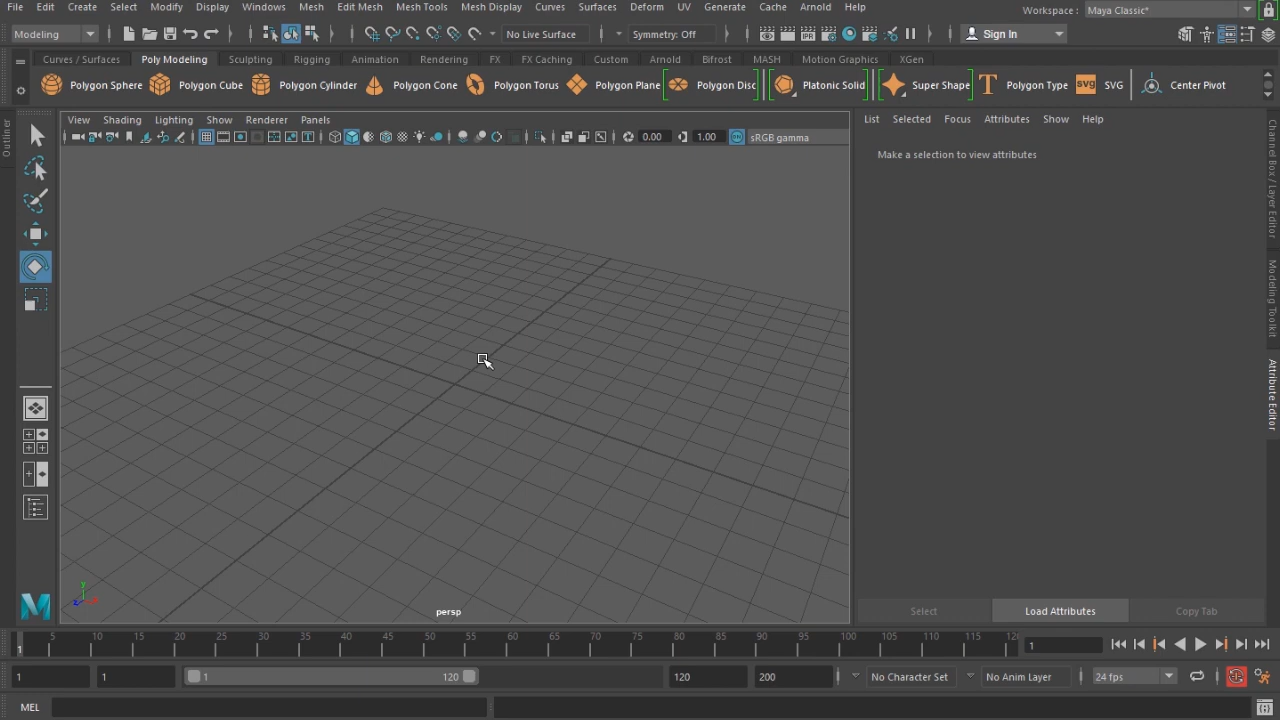 File Edit Create Select Modify Display Windows Mesh Edit Mesh Mesh Tools Mesh Display Curves Surfaces Deform UV Generate Cache Arnold Help
Workspace : Maya Classic*
Modeling No Live Surface Symmetry: Off Sign In
Curves / Surfaces Poly Modeling Sculpting Rigging Animation Rendering FX FX Caching Custom Arnold Bifrost MASH Motion Graphics XGen
Polygon Sphere Polygon Cube Polygon Cylinder Polygon Cone Polygon Torus Polygon Plane Polygon Disc Platonic Solid Super Shape Polygon Type SVG SVG Center Pivot
Outliner
View Shading Lighting Show Renderer Panels
0.00 1.00 sRGB gamma
List Selected Focus Attributes Show Help
Make a selection to view attributes
Channel Box / Layer Editor
Modeling Toolkit
Attribute Editor
y
z
persp
Select Load Attributes Copy Tab
5 10 15 20 25 30 35 40 45 50 55 60 65 70 75 80 85 90 95 100 105 110 115
1 1
1 1 1 120 120 200 No Character Set No Anim Layer 24 fps
MEL